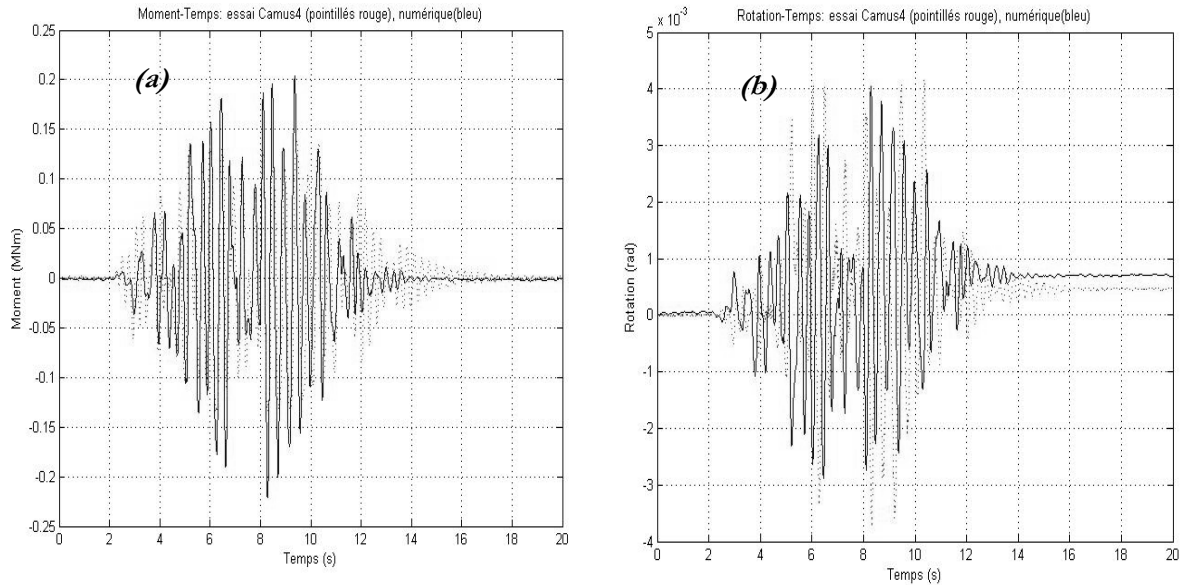 Moment-Temps: essai Camus4 (pointillés rouge), numérique(bleu)
(a)
Moment (MNm)
0.25
0.2
0.15
0.1
0.05
0
-0.05
-0.1
-0.15
-0.2
-0.25
0 2 4 6 8 10 12 14 16 18 20
Temps (s)
Rotation-Temps: essai Camus4 (pointillés rouge), numérique(bleu)
x 10⁻³
(b)
Rotation (rad)
5
4
3
2
1
0
-1
-2
-3
-4
0 2 4 6 8 10 12 14 16 18 20
Temps (s)